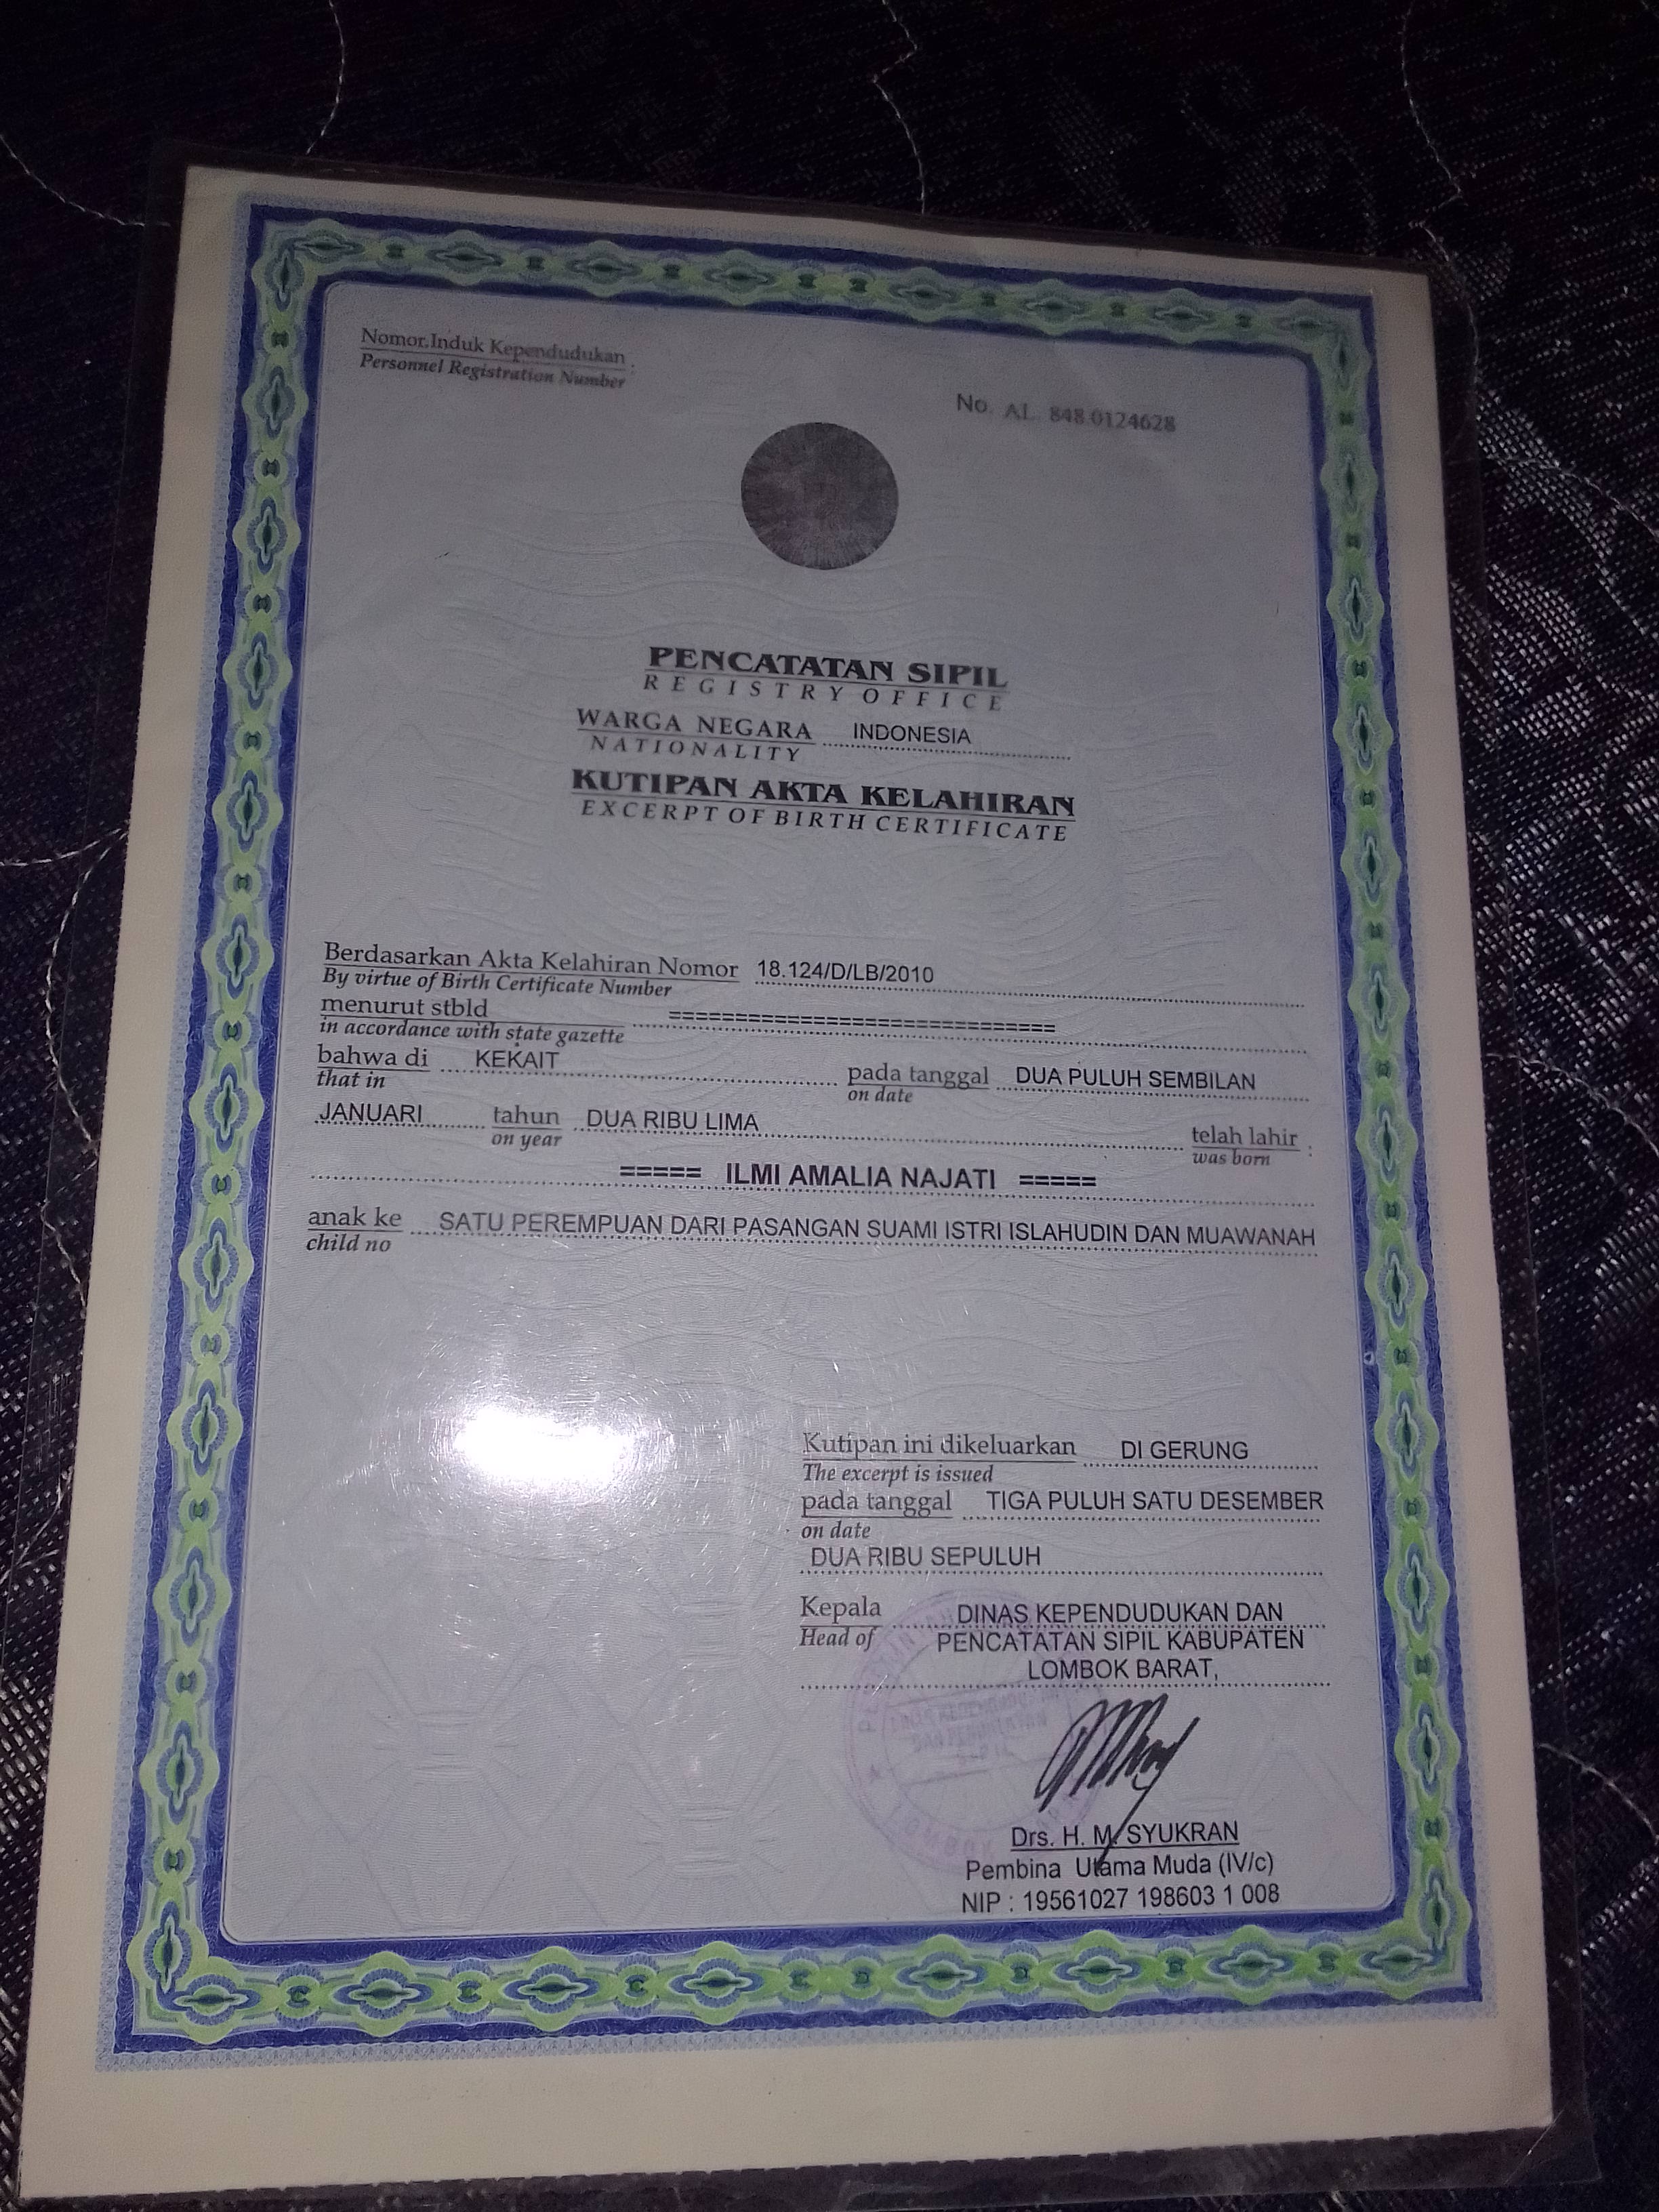 Nomor Induk Kependudukan :
Personnel Registration Number
No. AL. 848.0124628
PENCATATAN SIPIL
REGISTRY OFFICE
WARGA NEGARA INDONESIA
NATIONALITY
KUTIPAN AKTA KELAHIRAN
EXCERPT OF BIRTH CERTIFICATE
Berdasarkan Akta Kelahiran Nomor 18.124/D/LB/2010
By virtue of Birth Certificate Number
menurut stbld =============================
in accordance with state gazette
bahwa di KEKAIT pada tanggal DUA PULUH SEMBILAN
that in on date
JANUARI tahun DUA RIBU LIMA telah lahir :
on year was born
===== ILMI AMALIA NAJATI =====
anak ke SATU PEREMPUAN DARI PASANGAN SUAMI ISTRI ISLAHUDIN DAN MUAWANAH
child no
Kutipan ini dikeluarkan DI GERUNG
The excerpt is issued
pada tanggal TIGA PULUH SATU DESEMBER
on date
DUA RIBU SEPULUH
Kepala DINAS KEPENDUDUKAN DAN
Head of PENCATATAN SIPIL KABUPATEN
LOMBOK BARAT,
Drs. H. M. SYUKRAN
Pembina Utama Muda (IV/c)
NIP : 19561027 198603 1 008